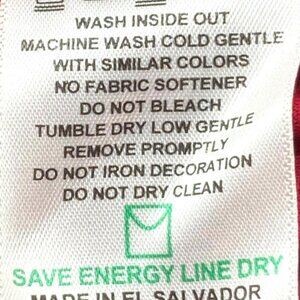 WASH INSIDE OUT
MACHINE WASH COLD GENTLE
WITH SIMILAR COLORS
NO FABRIC SOFTENER
DO NOT BLEACH
TUMBLE DRY LOW GENTLE
REMOVE PROMPTLY
DO NOT IRON DECORATION
DO NOT DRY CLEAN
SAVE ENERGY LINE DRY
MADE IN EL SALVADOR